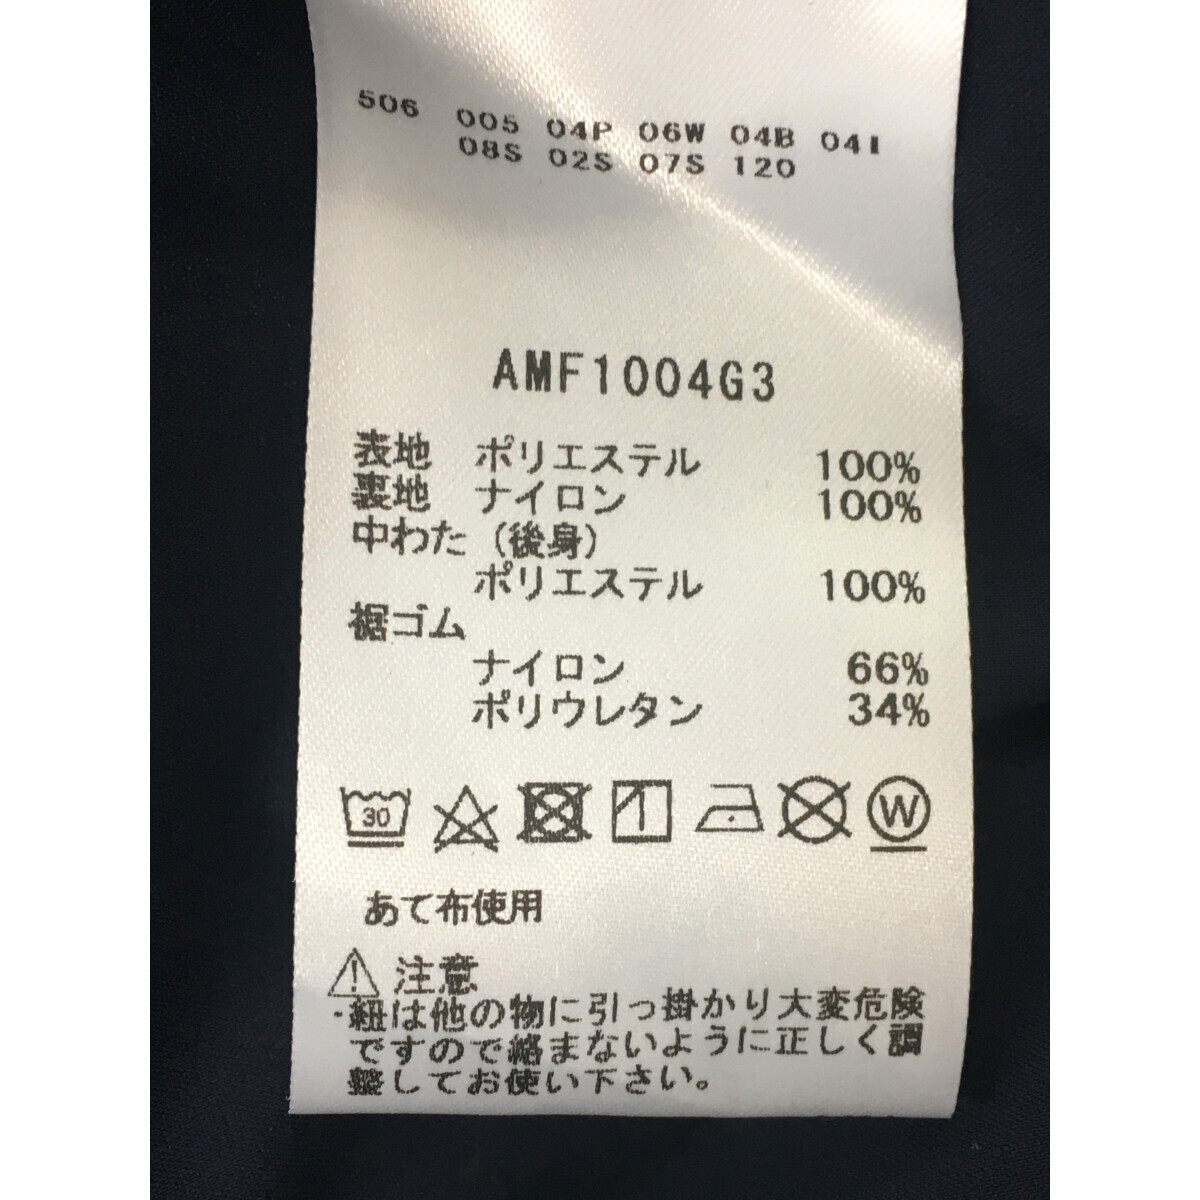 506 005 04P 06W 04B 04I
08S 02S 07S 120
AMF1004G3
表地 ポリエステル 100%
裏地 ナイロン 100%
中わた (後身)
ポリエステル 100%
裾ゴム
ナイロン 66%
ポリウレタン 34%
30 W
あて布使用
注意
・紐は他の物に引っ掛かり大変危険
ですので絡まないように正しく調
整してお使い下さい。